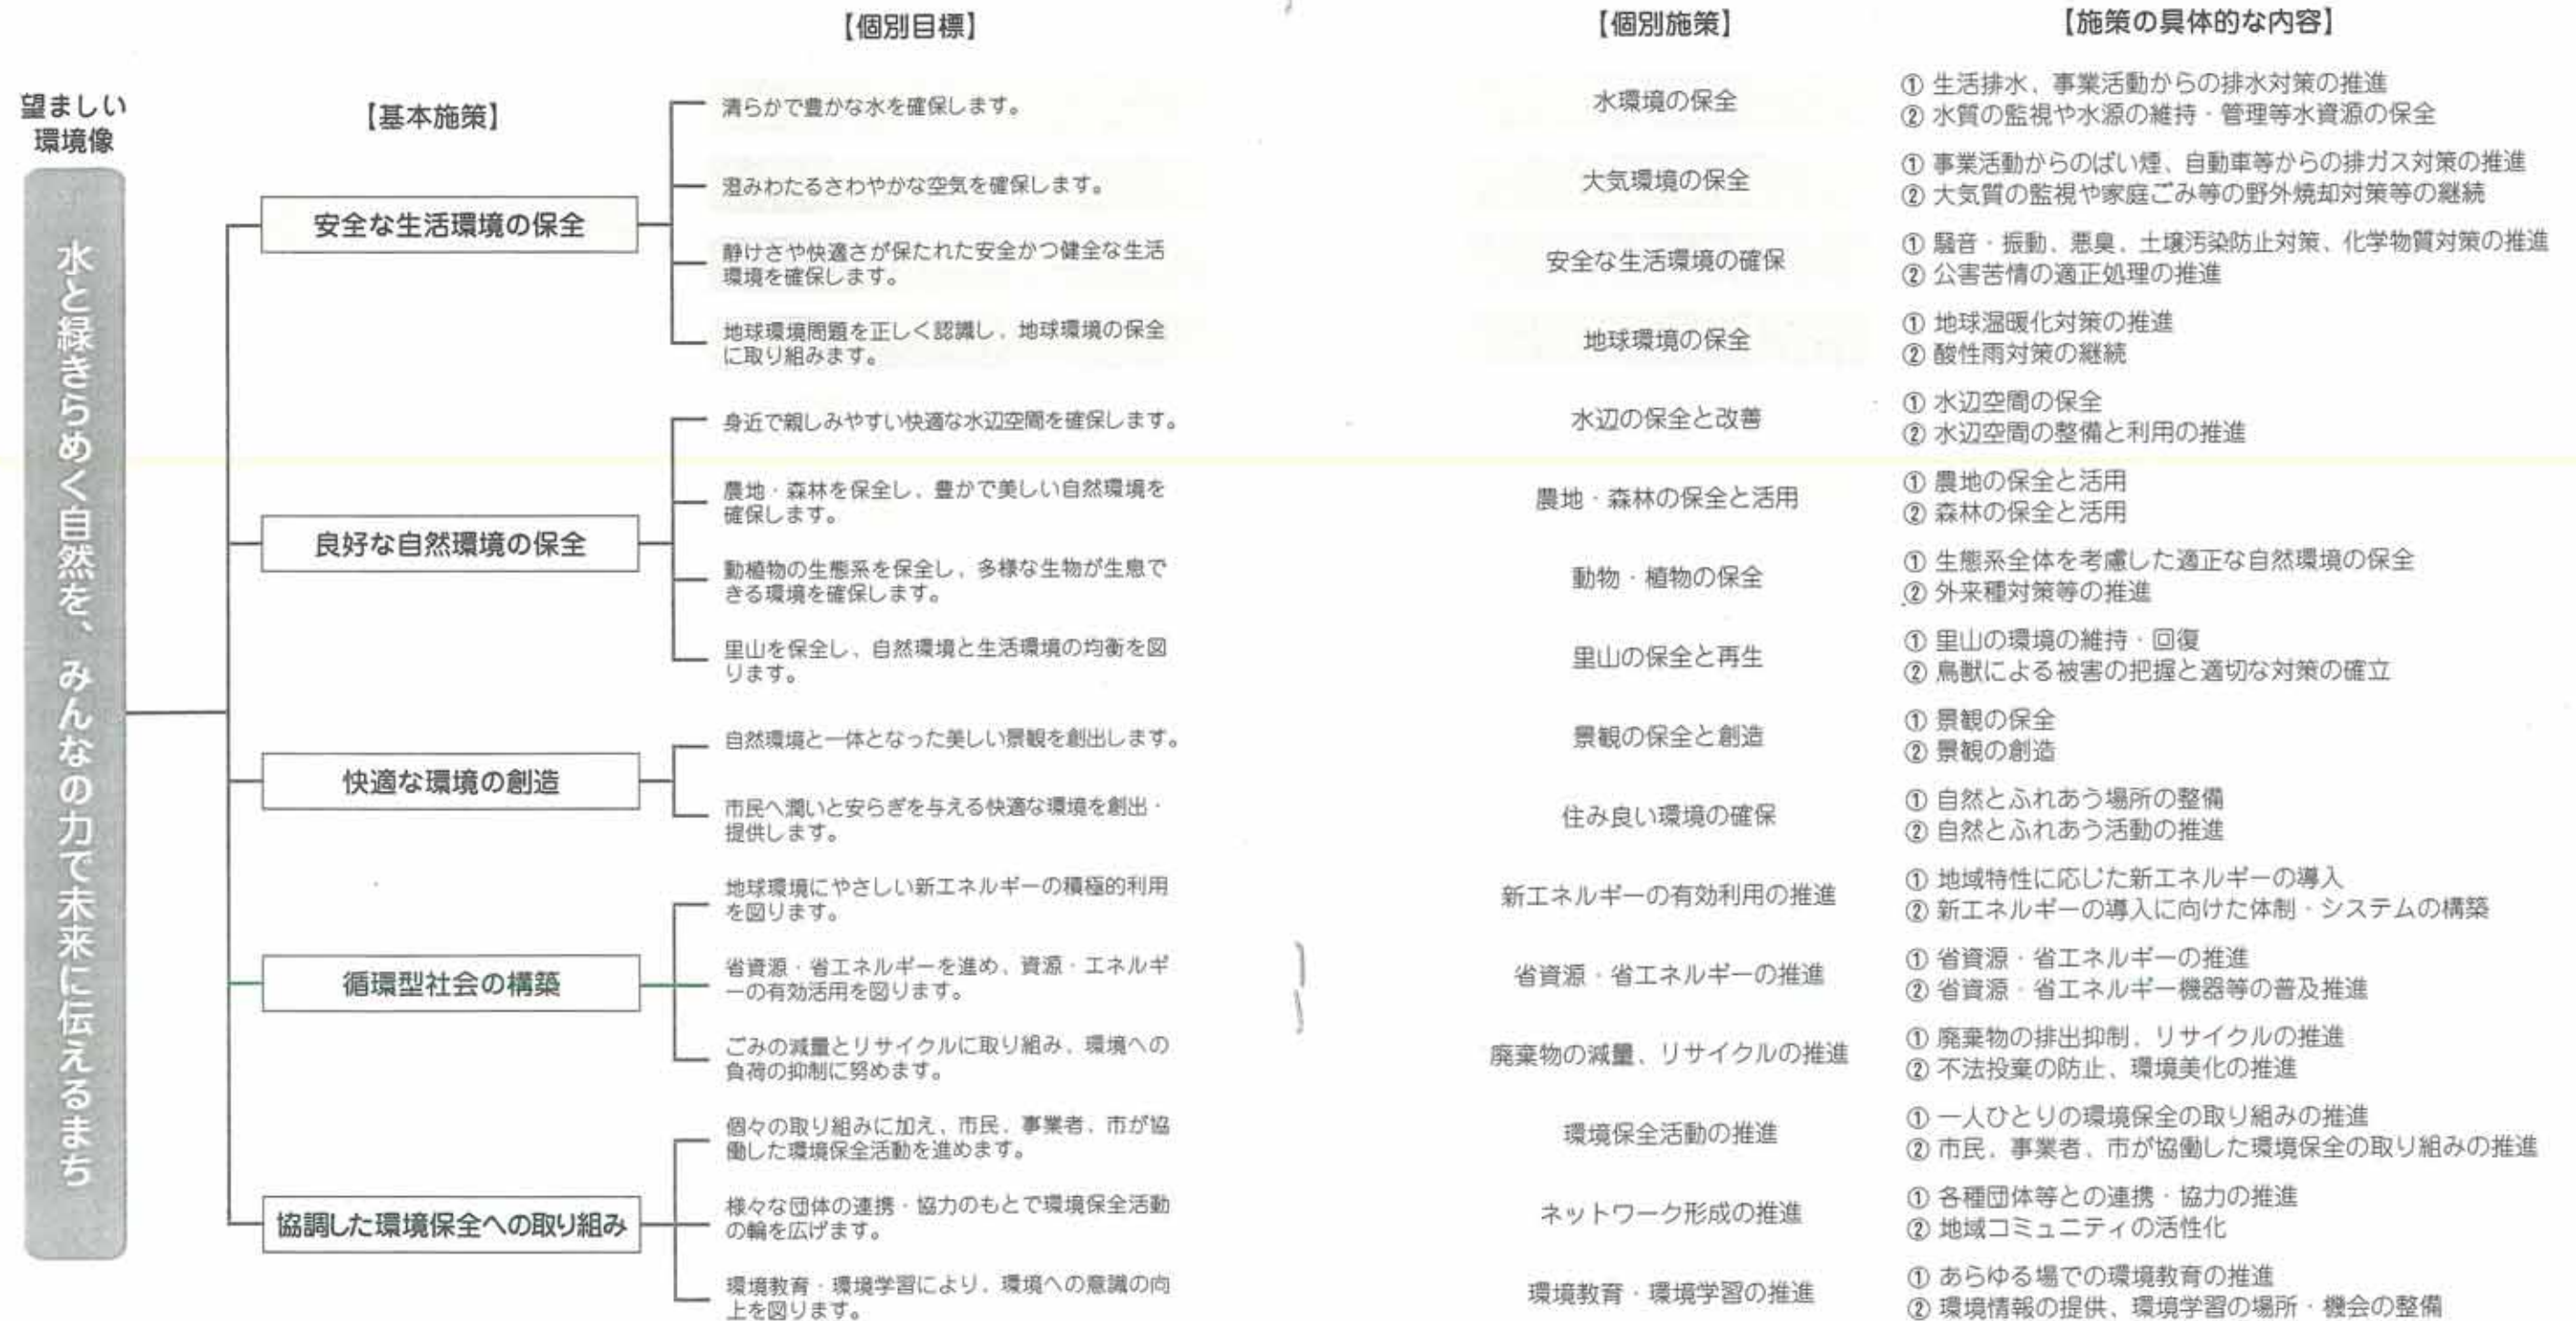 【個別目標】
【個別施策】
【施策の具体的な内容】
望ましい
環境像
【基本施策】
水と緑きらめく自然を、みんなの力で未来に伝えるまち
安全な生活環境の保全
清らかで豊かな水を確保します。
水環境の保全
① 生活排水、事業活動からの排水対策の推進
② 水質の監視や水源の維持・管理等水資源の保全
澄みわたるさわやかな空気を確保します。
大気環境の保全
① 事業活動からのばい煙、自動車等からの排ガス対策の推進
② 大気質の監視や家庭ごみ等の野外焼却対策等の継続
静けさや快適さが保たれた安全かつ健全な生活
環境を確保します。
安全な生活環境の確保
① 騒音・振動、悪臭、土壌汚染防止対策、化学物質対策の推進
② 公害苦情の適正処理の推進
地球環境問題を正しく認識し、地球環境の保全
に取り組みます。
地球環境の保全
① 地球温暖化対策の推進
② 酸性雨対策の継続
良好な自然環境の保全
身近で親しみやすい快適な水辺空間を確保します。
水辺の保全と改善
① 水辺空間の保全
② 水辺空間の整備と利用の推進
農地・森林を保全し、豊かで美しい自然環境を
確保します。
農地・森林の保全と活用
① 農地の保全と活用
② 森林の保全と活用
動植物の生態系を保全し、多様な生物が生息で
きる環境を確保します。
動物・植物の保全
① 生態系全体を考慮した適正な自然環境の保全
② 外来種対策等の推進
里山を保全し、自然環境と生活環境の均衡を図
ります。
里山の保全と再生
① 里山の環境の維持・回復
② 鳥獣による被害の把握と適切な対策の確立
快適な環境の創造
自然環境と一体となった美しい景観を創出します。
景観の保全と創造
① 景観の保全
② 景観の創造
市民へ潤いと安らぎを与える快適な環境を創出・
提供します。
住み良い環境の確保
① 自然とふれあう場所の整備
② 自然とふれあう活動の推進
循環型社会の構築
地球環境にやさしい新エネルギーの積極的利用
を図ります。
新エネルギーの有効利用の推進
① 地域特性に応じた新エネルギーの導入
② 新エネルギーの導入に向けた体制・システムの構築
省資源・省エネルギーを進め、資源・エネルギ
ーの有効活用を図ります。
省資源・省エネルギーの推進
① 省資源・省エネルギーの推進
② 省資源・省エネルギー機器等の普及推進
ごみの減量とリサイクルに取り組み、環境への
負荷の抑制に努めます。
廃棄物の減量、リサイクルの推進
① 廃棄物の排出抑制、リサイクルの推進
② 不法投棄の防止、環境美化の推進
協調した環境保全への取り組み
個々の取り組みに加え、市民、事業者、市が協
働した環境保全活動を進めます。
環境保全活動の推進
① 一人ひとりの環境保全の取り組みの推進
② 市民、事業者、市が協働した環境保全の取り組みの推進
様々な団体の連携・協力のもとで環境保全活動
の輪を広げます。
ネットワーク形成の推進
① 各種団体等との連携・協力の推進
② 地域コミュニティの活性化
環境教育・環境学習により、環境への意識の向
上を図ります。
環境教育・環境学習の推進
① あらゆる場での環境教育の推進
② 環境情報の提供、環境学習の場所・機会の整備